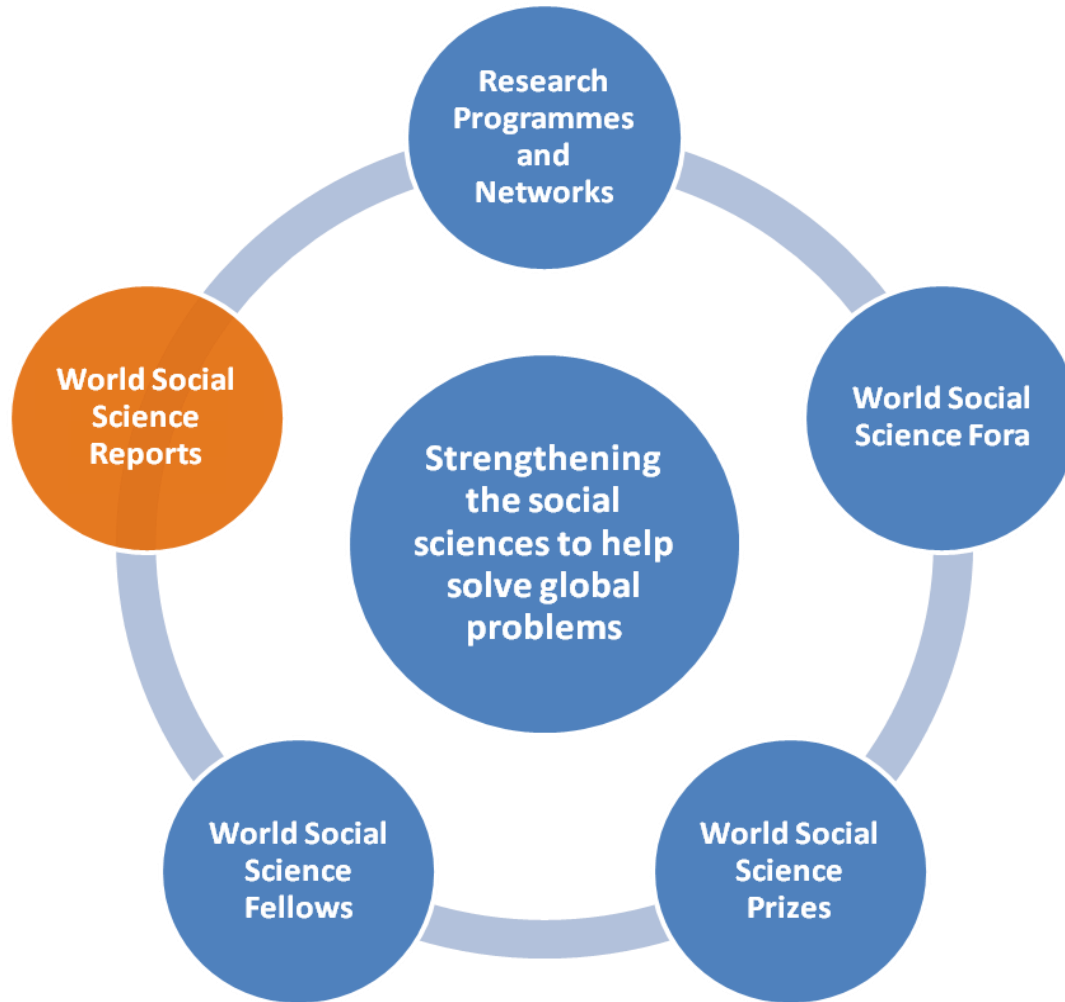 Research
Programmes
and
Networks
World Social
Science
Reports
World Social
Science Fora
Strengthening
the social
sciences to help
solve global
problems
World Social
Science
Fellows
World Social
Science
Prizes